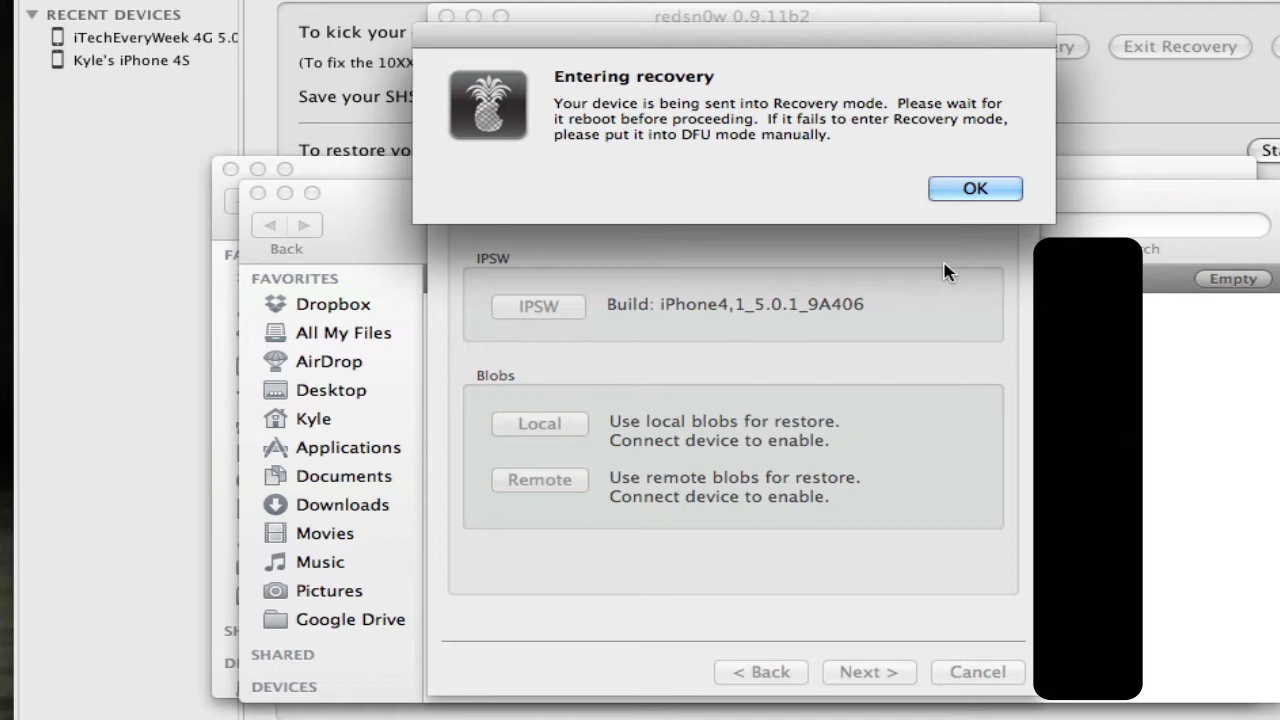 RECENT DEVICES
iTechEveryWeek 4G 5.0
Kyle's iPhone 4S
To kick your
(To fix the 10XX
Save your SHS
To restore yo
redsn0w 0.9.11b2
Exit Recovery
Entering recovery
Your device is being sent into Recovery mode. Please wait for
it reboot before proceeding. If it fails to enter Recovery mode,
please put it into DFU mode manually.
OK
Back
FAVORITES
Dropbox
All My Files
AirDrop
Desktop
Kyle
Applications
Documents
Downloads
Movies
Music
Pictures
Google Drive
SHARED
DEVICES
IPSW
IPSW
Build: iPhone4,1_5.0.1_9A406
Blobs
Local
Use local blobs for restore.
Connect device to enable.
Remote
Use remote blobs for restore.
Connect device to enable.
< Back
Next >
Cancel
Empty